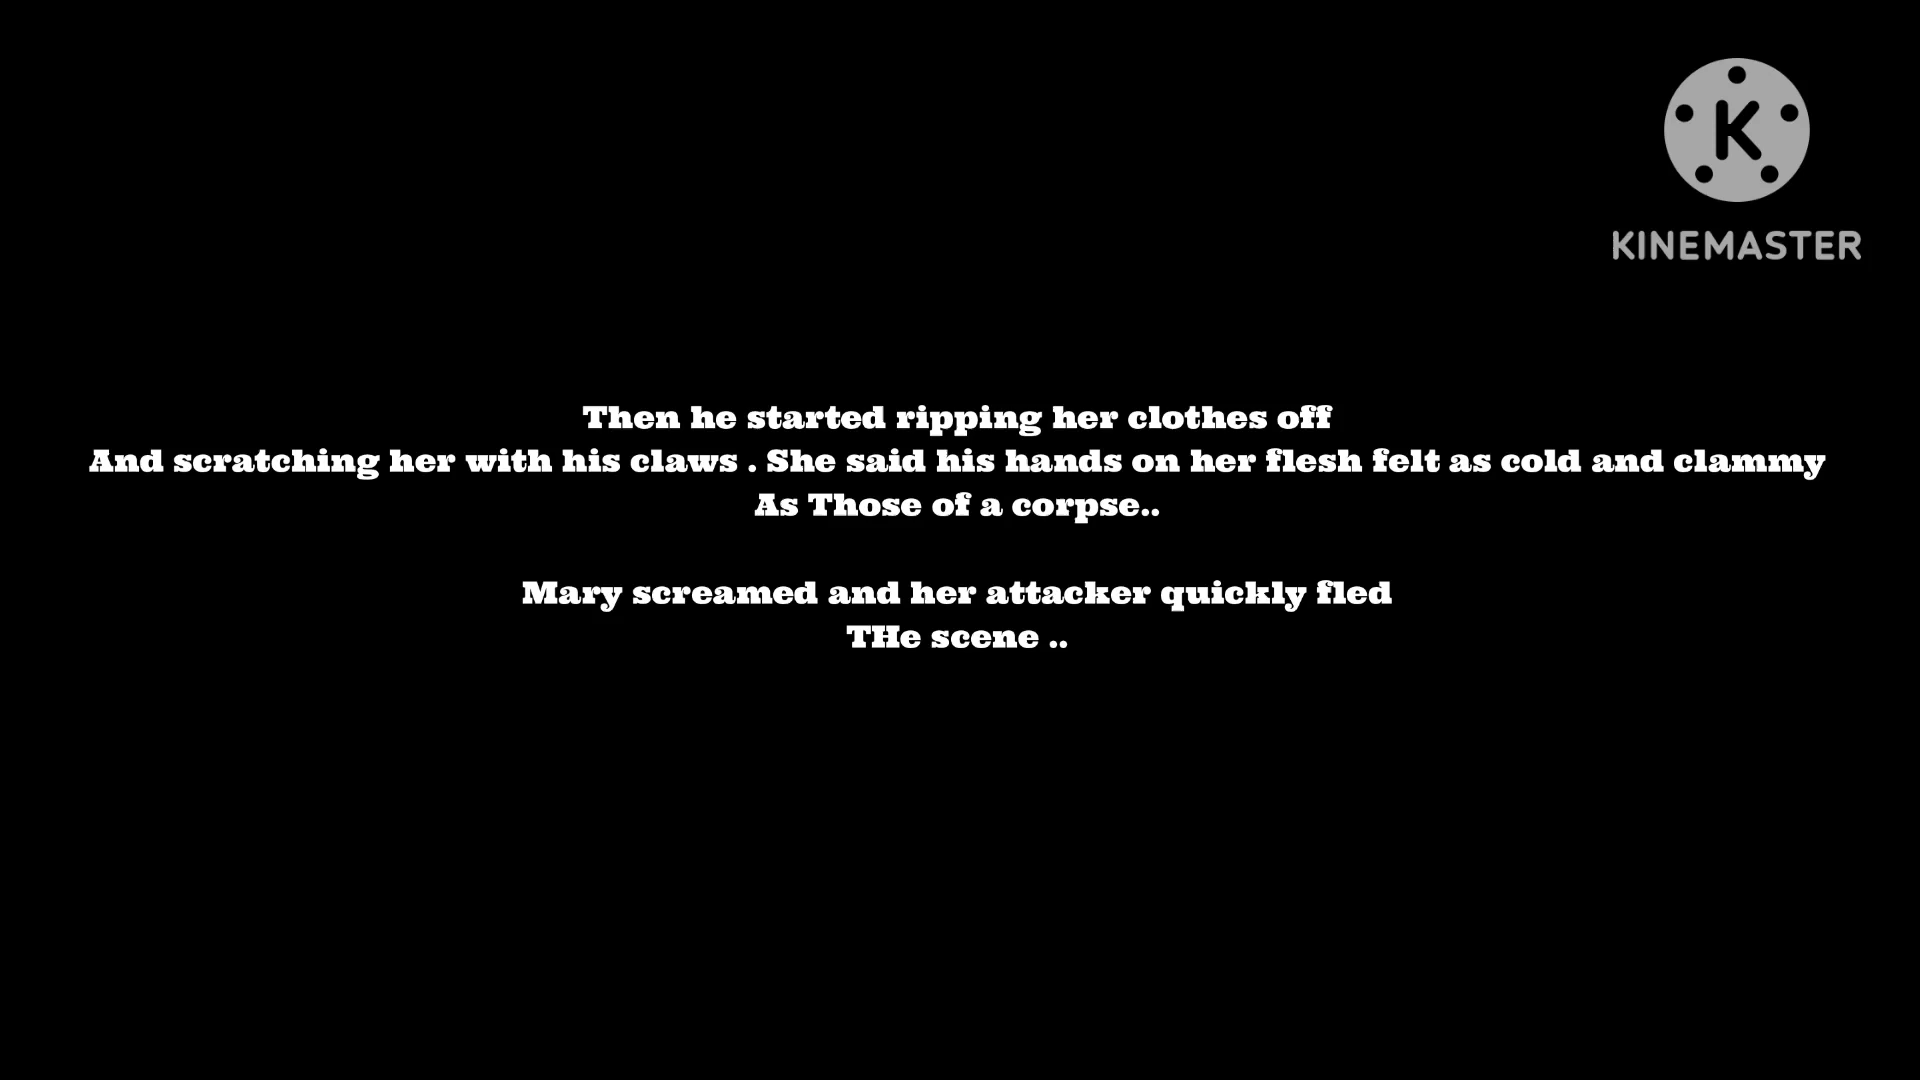 K
KINEMASTER
Then he started ripping her clothes off
And scratching her with his claws . She said his hands on her flesh felt as cold and clammy
As Those of a corpse..
Mary screamed and her attacker quickly fled
THe scene ..